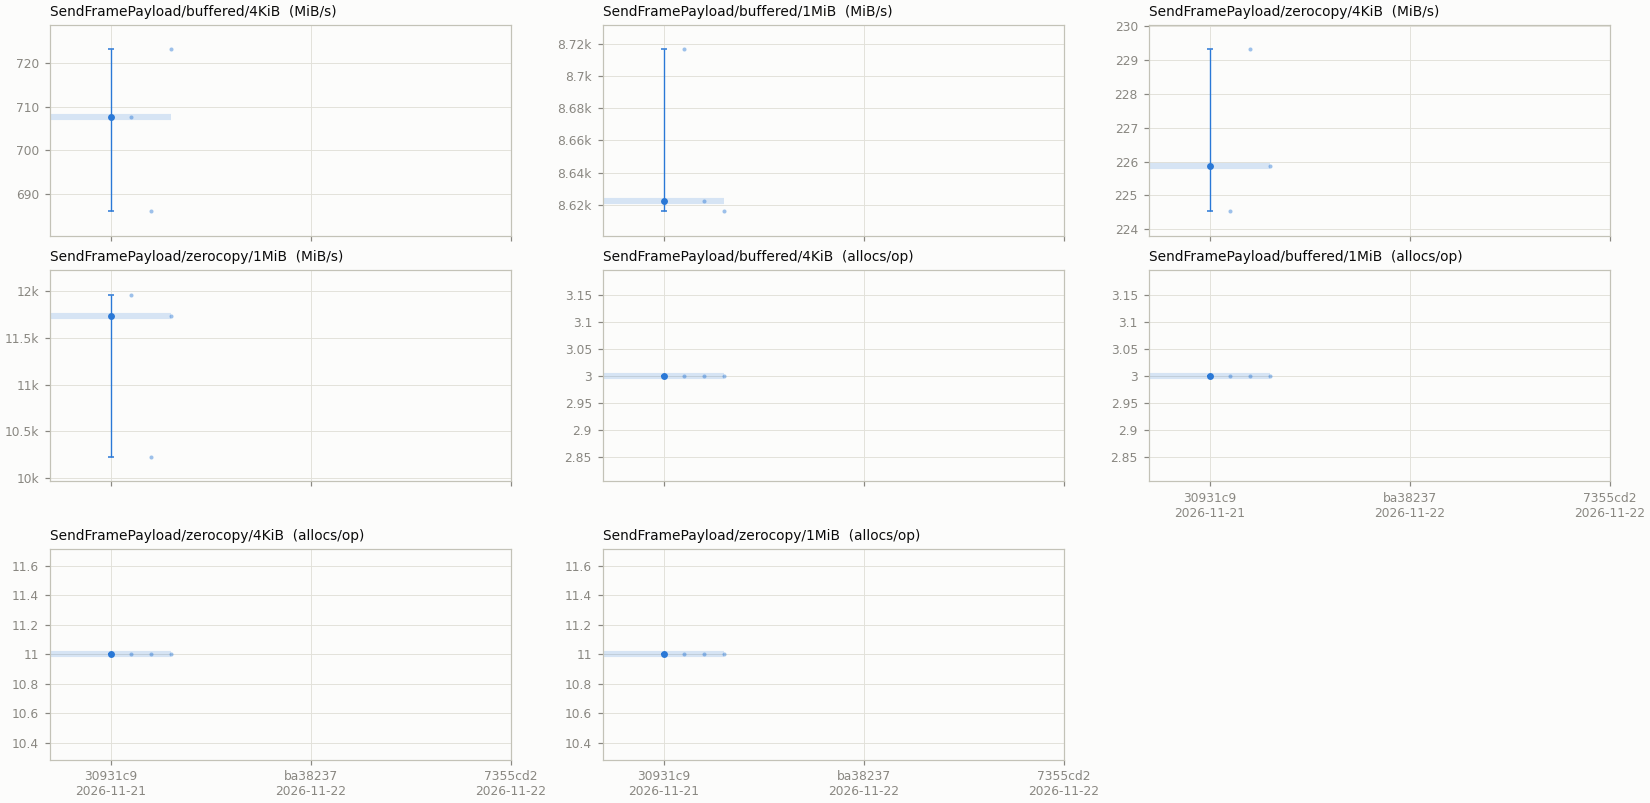 SendFramePayload/buffered/4KiB (MiB/s)
720
710
700
690
SendFramePayload/buffered/1MiB (MiB/s)
8.72k
8.7k
8.68k
8.66k
8.64k
8.62k
SendFramePayload/zerocopy/4KiB (MiB/s)
230
229
228
227
226
225
224
SendFramePayload/zerocopy/1MiB (MiB/s)
12k
11.5k
11k
10.5k
10k
SendFramePayload/buffered/4KiB (allocs/op)
3.15
3.1
3.05
3
2.95
2.9
2.85
SendFramePayload/buffered/1MiB (allocs/op)
3.15
3.1
3.05
3
2.95
2.9
2.85
30931c9 ba38237 7355cd2
2026-11-21 2026-11-22 2026-11-22
SendFramePayload/zerocopy/4KiB (allocs/op)
11.6
11.4
11.2
11
10.8
10.6
10.4
30931c9 ba38237 7355cd2
2026-11-21 2026-11-22 2026-11-22
SendFramePayload/zerocopy/1MiB (allocs/op)
11.6
11.4
11.2
11
10.8
10.6
10.4
30931c9 ba38237 7355cd2
2026-11-21 2026-11-22 2026-11-22